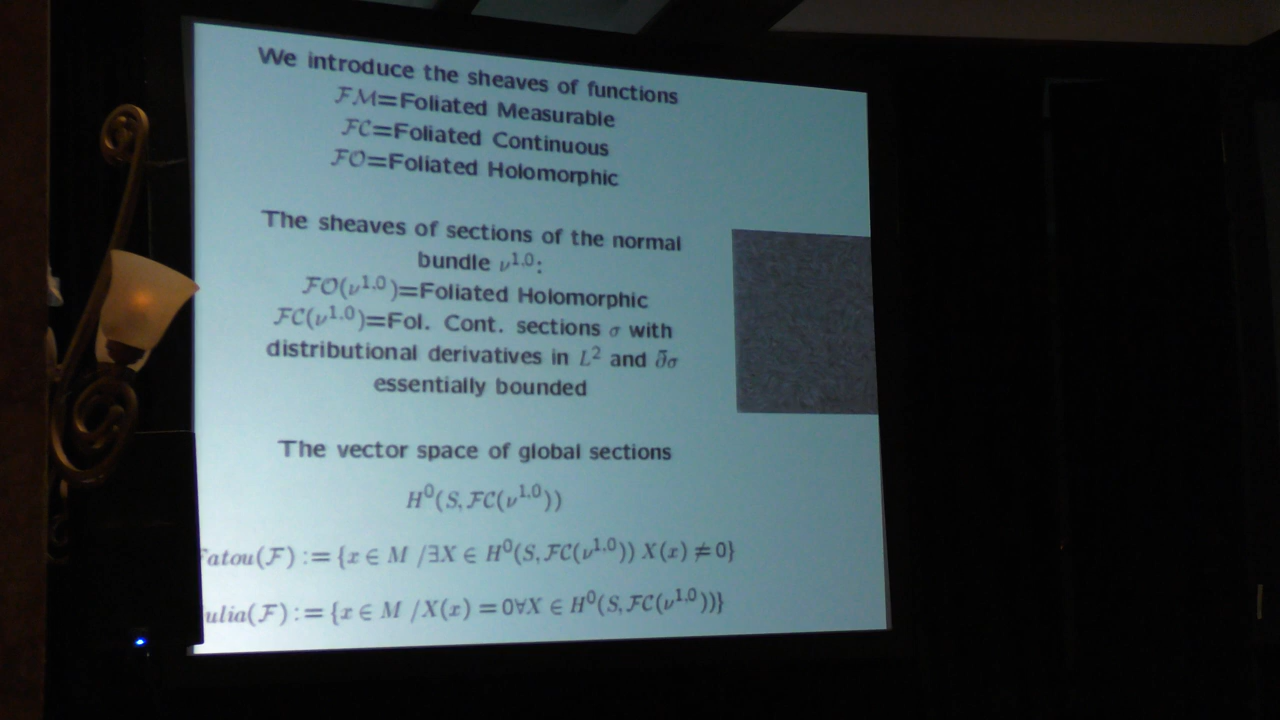 We introduce the sheaves of functions
ℱℳ=Foliated Measurable
ℱ𝒞=Foliated Continuous
ℱ𝒪=Foliated Holomorphic
The sheaves of sections of the normal
bundle ν^{1,0}:
ℱ𝒪(ν^{1,0})=Foliated Holomorphic
ℱ𝒞(ν^{1,0})=Fol. Cont. sections σ with
distributional derivatives in L² and ∂̄σ
essentially bounded
The vector space of global sections
H⁰(S, ℱ𝒞(ν^{1,0}))
atou(ℱ) := {x ∈ M /∃X ∈ H⁰(S, ℱ𝒞(ν^{1,0})) X(x) ≠ 0}
ulia(ℱ) := {x ∈ M /X(x) = 0∀X ∈ H⁰(S, ℱ𝒞(ν^{1,0}))}